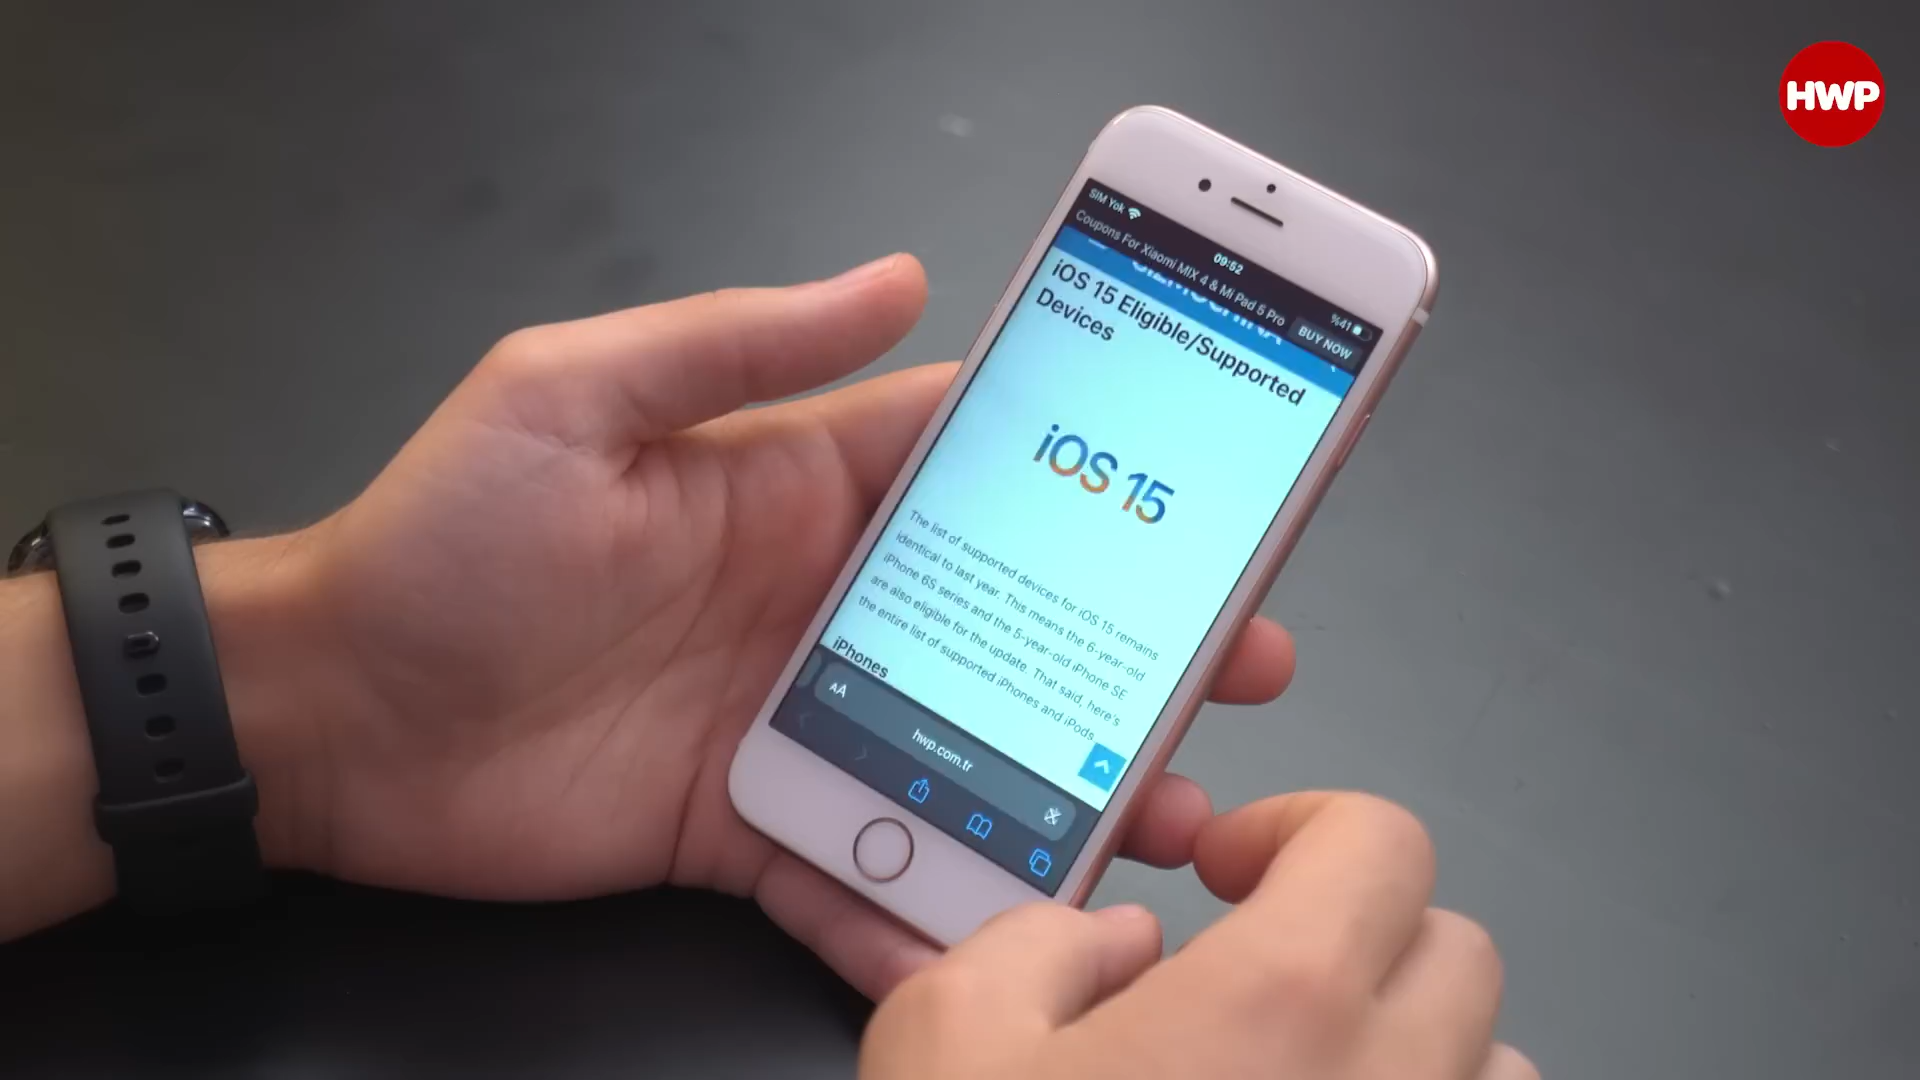 HWP
SIM Yok
09:52
%41
Coupons For Xiaomi MIX 4 & Mi Pad 5 Pro
BUY NOW
iOS 15 Eligible/Supported
Devices
iOS 15
The list of supported devices for iOS 15 remains
identical to last year. This means the 6-year-old
iPhone 6S series and the 5-year-old iPhone SE
are also eligible for the update. That said, here's
the entire list of supported iPhones and iPods.
iPhones
AA
hwp.com.tr